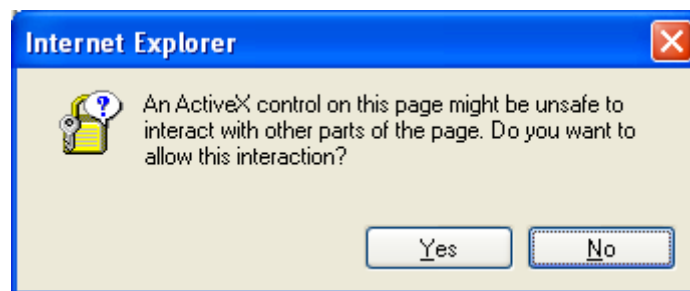 Internet Explorer
An ActiveX control on this page might be unsafe to
interact with other parts of the page. Do you want to
allow this interaction?
Yes
No